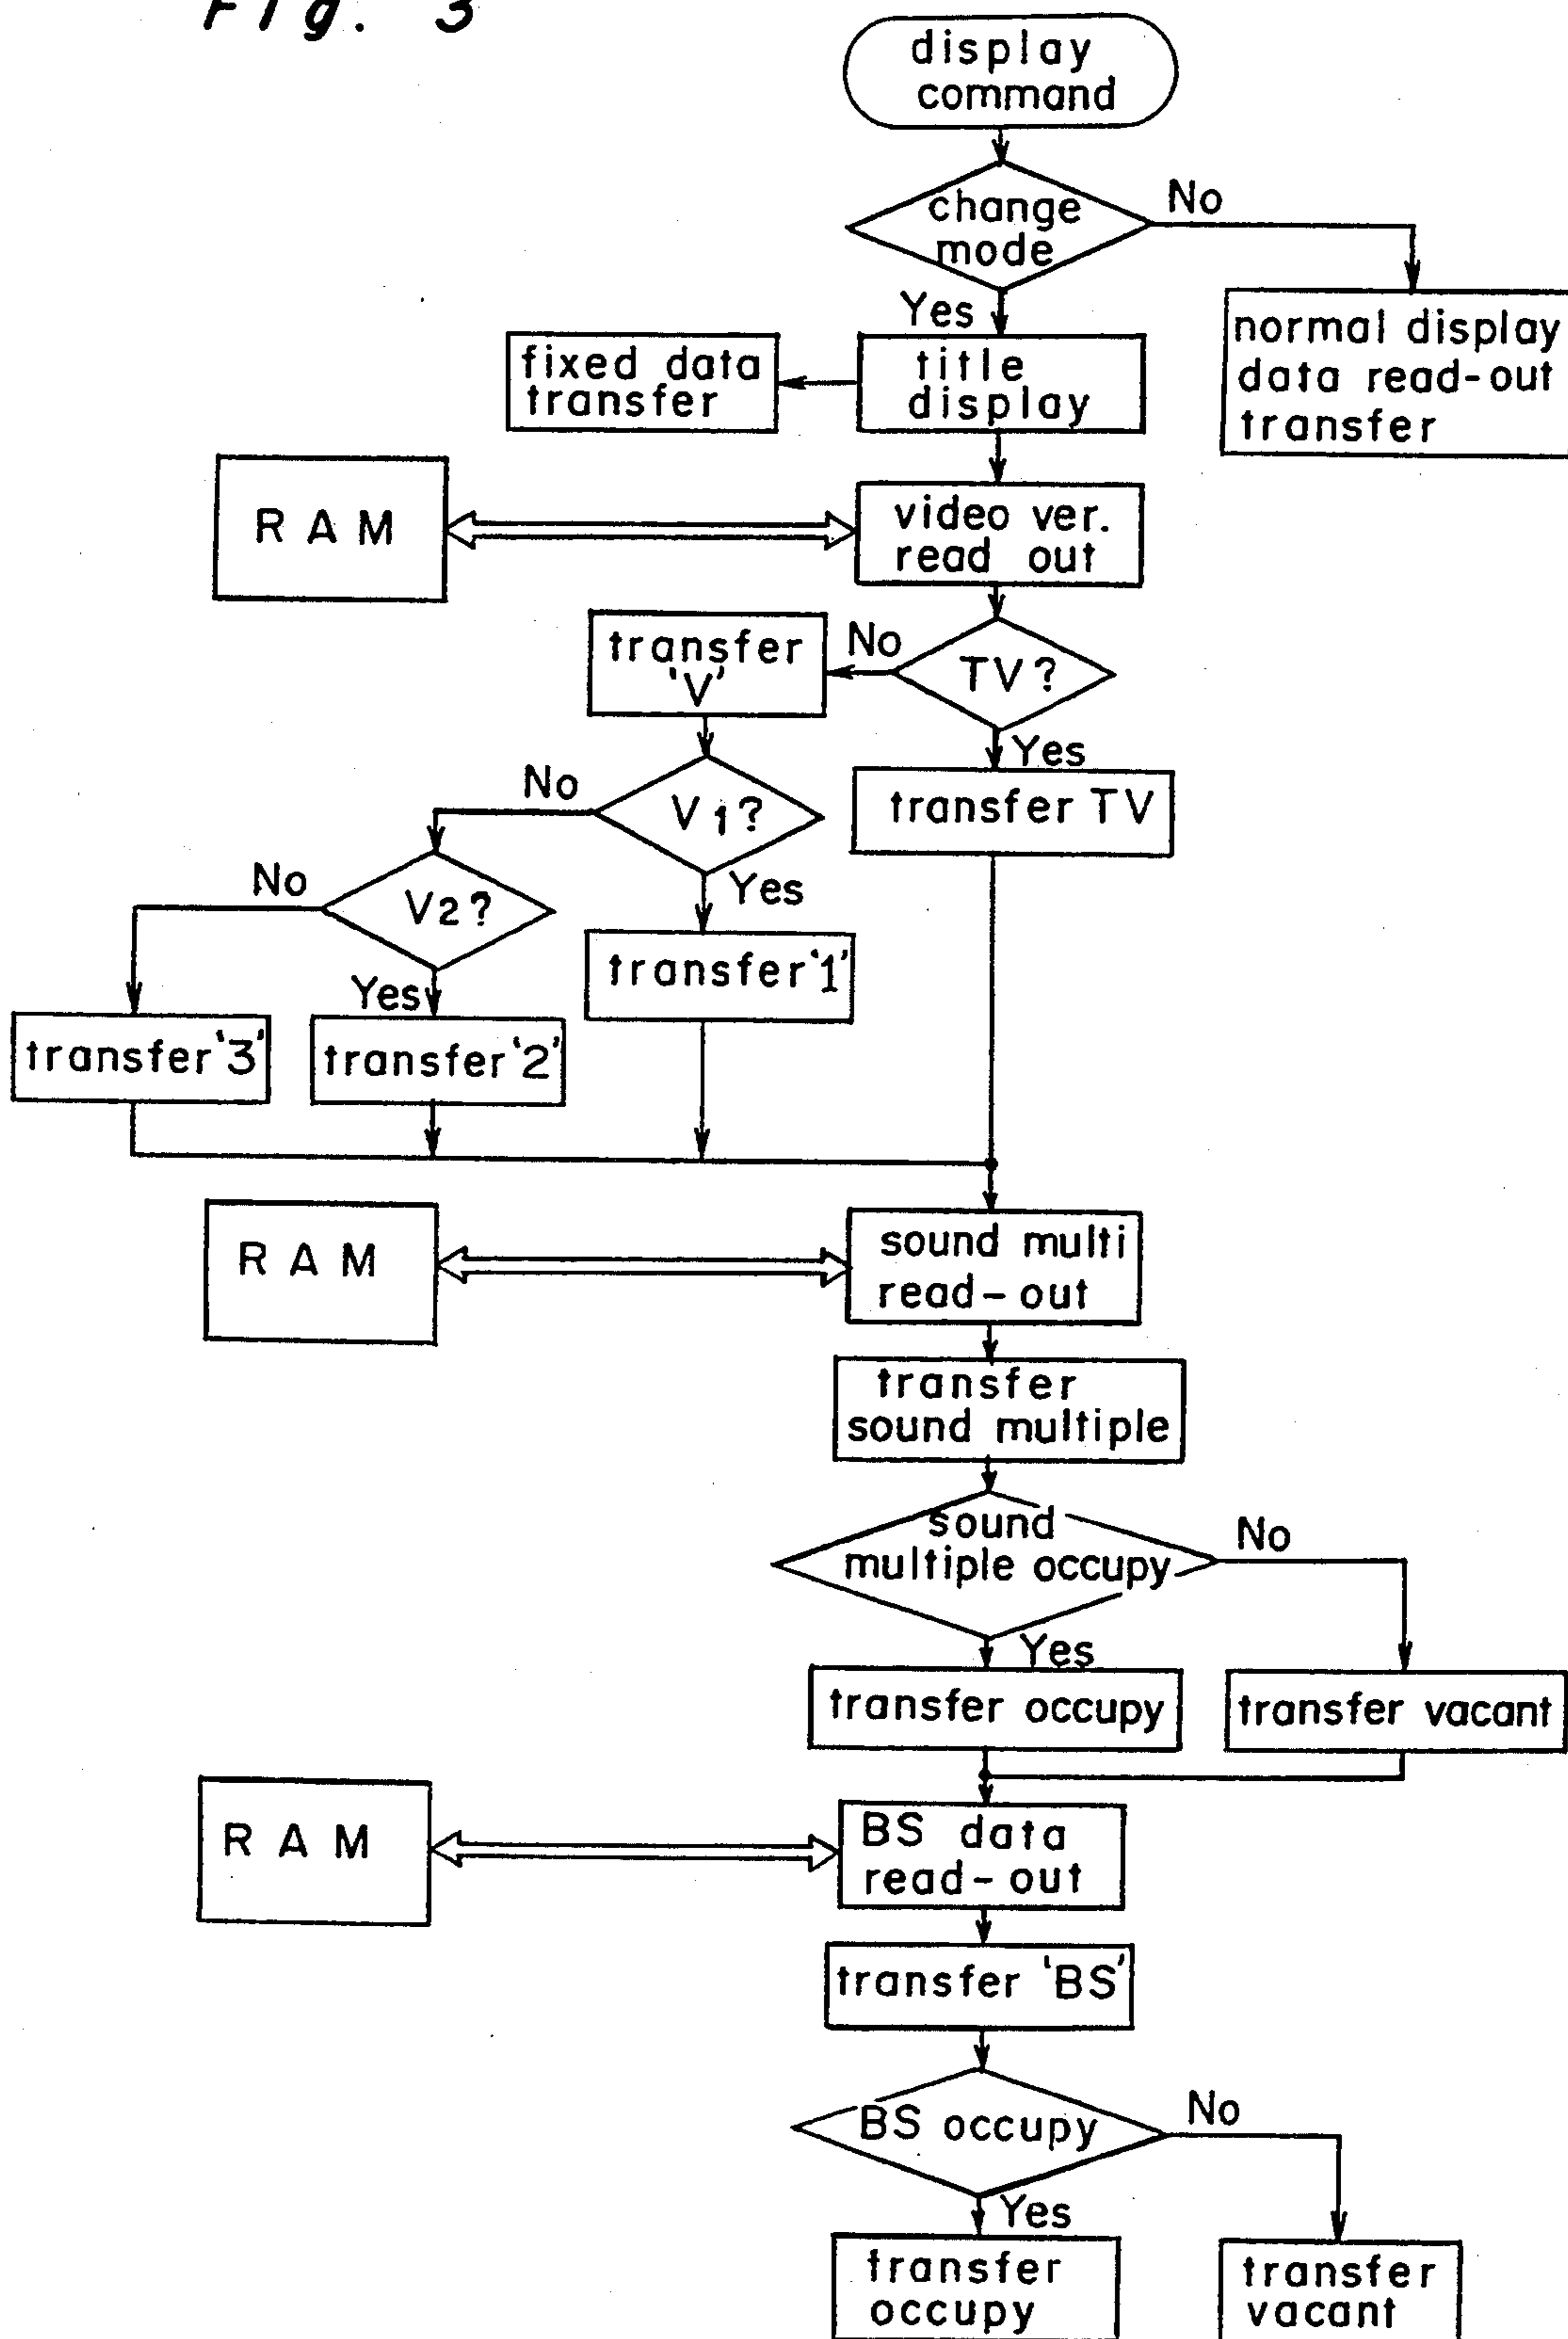 Fig. 3
display
command
change
mode
No
Yes
normal display
data read-out
transfer
fixed data
transfer
title
display
RAM
video ver.
read out
transfer
'V'
No
TV?
Yes
No
V1?
transfer TV
No
V2?
Yes
transfer '1'
Yes
transfer '3'
transfer '2'
RAM
sound multi
read-out
transfer
sound multiple
sound
multiple occupy
No
Yes
transfer occupy
transfer vacant
RAM
BS data
read-out
transfer 'BS'
BS occupy
No
Yes
transfer
occupy
transfer
vacant